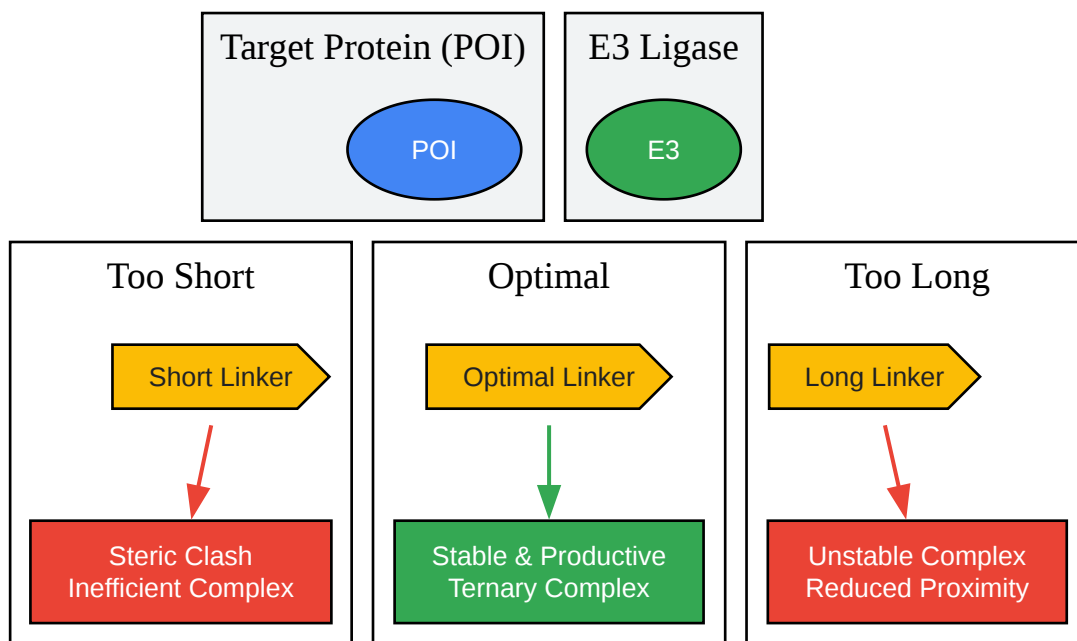 Target Protein (POI)
E3 Ligase
POI
E3
Too Short
Optimal
Too Long
Short Linker
Optimal Linker
Long Linker
Steric Clash
Inefficient Complex
Stable & Productive
Ternary Complex
Unstable Complex
Reduced Proximity